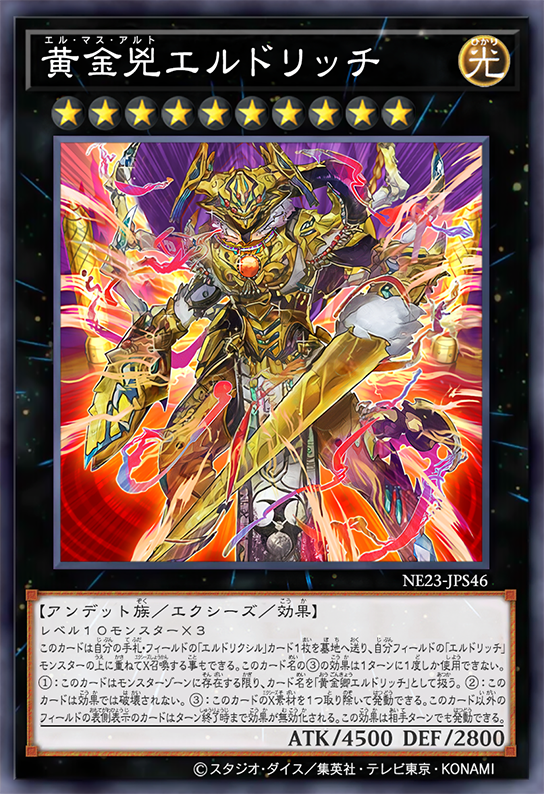 エル・マス・アルト
黄金兇エルドリッチ
ひかり
光
NE23-JPS46
【アンデット族／エクシーズ／効果】
レベル１０モンスター×３
このカードは自分の手札・フィールドの「エルドリクシル」カード1枚を墓地へ送り、自分フィールドの「エルドリッチ」
モンスターの上に重ねてX召喚する事もできる。このカード名の③の効果は1ターンに1度しか使用できない。
①：このカードはモンスターゾーンに存在する限り、カード名を「黄金卿エルドリッチ」として扱う。②：このカ
ードは効果では破壊されない。③：このカードのX素材を1つ取り除いて発動できる。このカード以外の
フィールドの表側表示のカードはターン終了時まで効果が無効化される。この効果は相手ターンでも発動できる。
ATK/4500 DEF/2800
©スタジオ・ダイス/集英社・テレビ東京・KONAMI